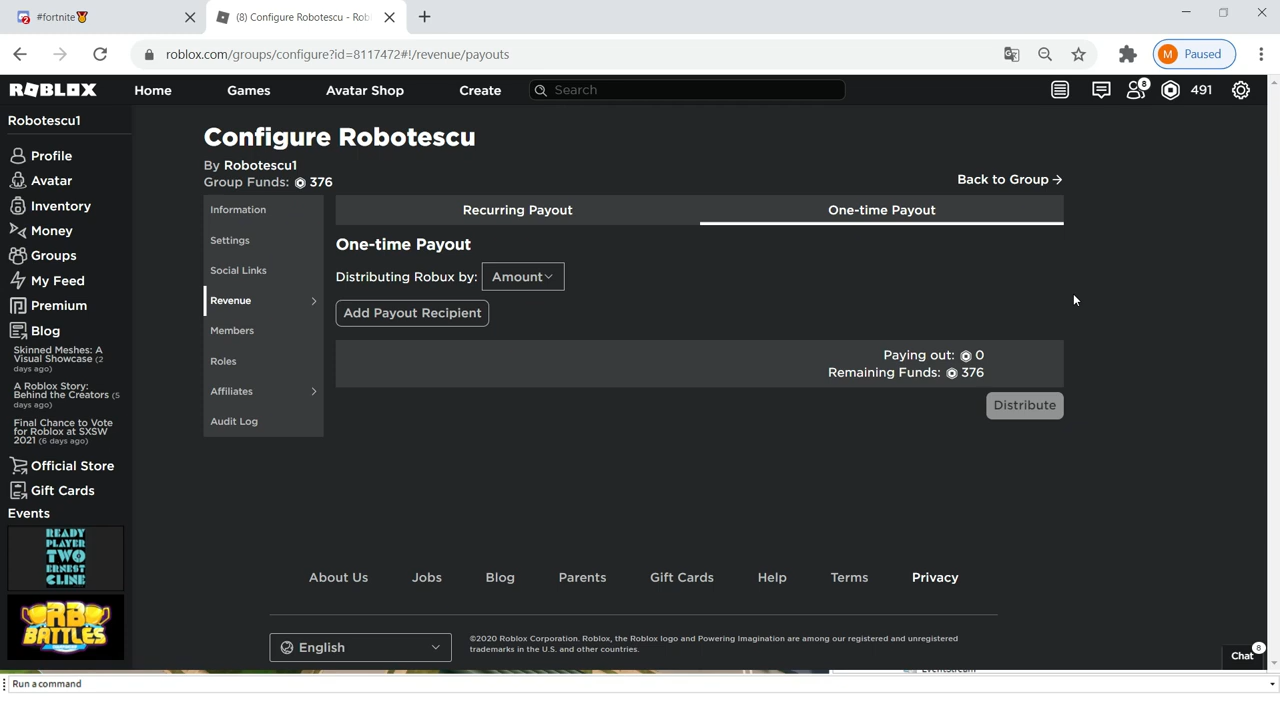 #fortnite🏅
(8) Configure Robotescu - Rob
roblox.com/groups/configure?id=8117472#!/revenue/payouts
M Paused
ROBLOX
Home
Games
Avatar Shop
Create
Search
8
491
Robotescu1
Profile
Avatar
Inventory
Money
Groups
My Feed
Premium
Blog
Skinned Meshes: A
Visual Showcase (2
days ago)
A Roblox Story:
Behind the Creators (5
days ago)
Final Chance to Vote
for Roblox at SXSW
2021 (6 days ago)
Official Store
Gift Cards
Events
READY
PLAYER
TWO
ERNEST
CLINE
RB
BATTLES
Configure Robotescu
By Robotescu1
Group Funds: 376
Back to Group →
Information
Settings
Social Links
Revenue
Members
Roles
Affiliates
Audit Log
Recurring Payout
One-time Payout
One-time Payout
Distributing Robux by: Amount
Add Payout Recipient
Paying out: 0
Remaining Funds: 376
Distribute
About Us
Jobs
Blog
Parents
Gift Cards
Help
Terms
Privacy
English
©2020 Roblox Corporation. Roblox, the Roblox logo and Powering Imagination are among our registered and unregistered
trademarks in the U.S. and other countries.
Chat
8
Run a command